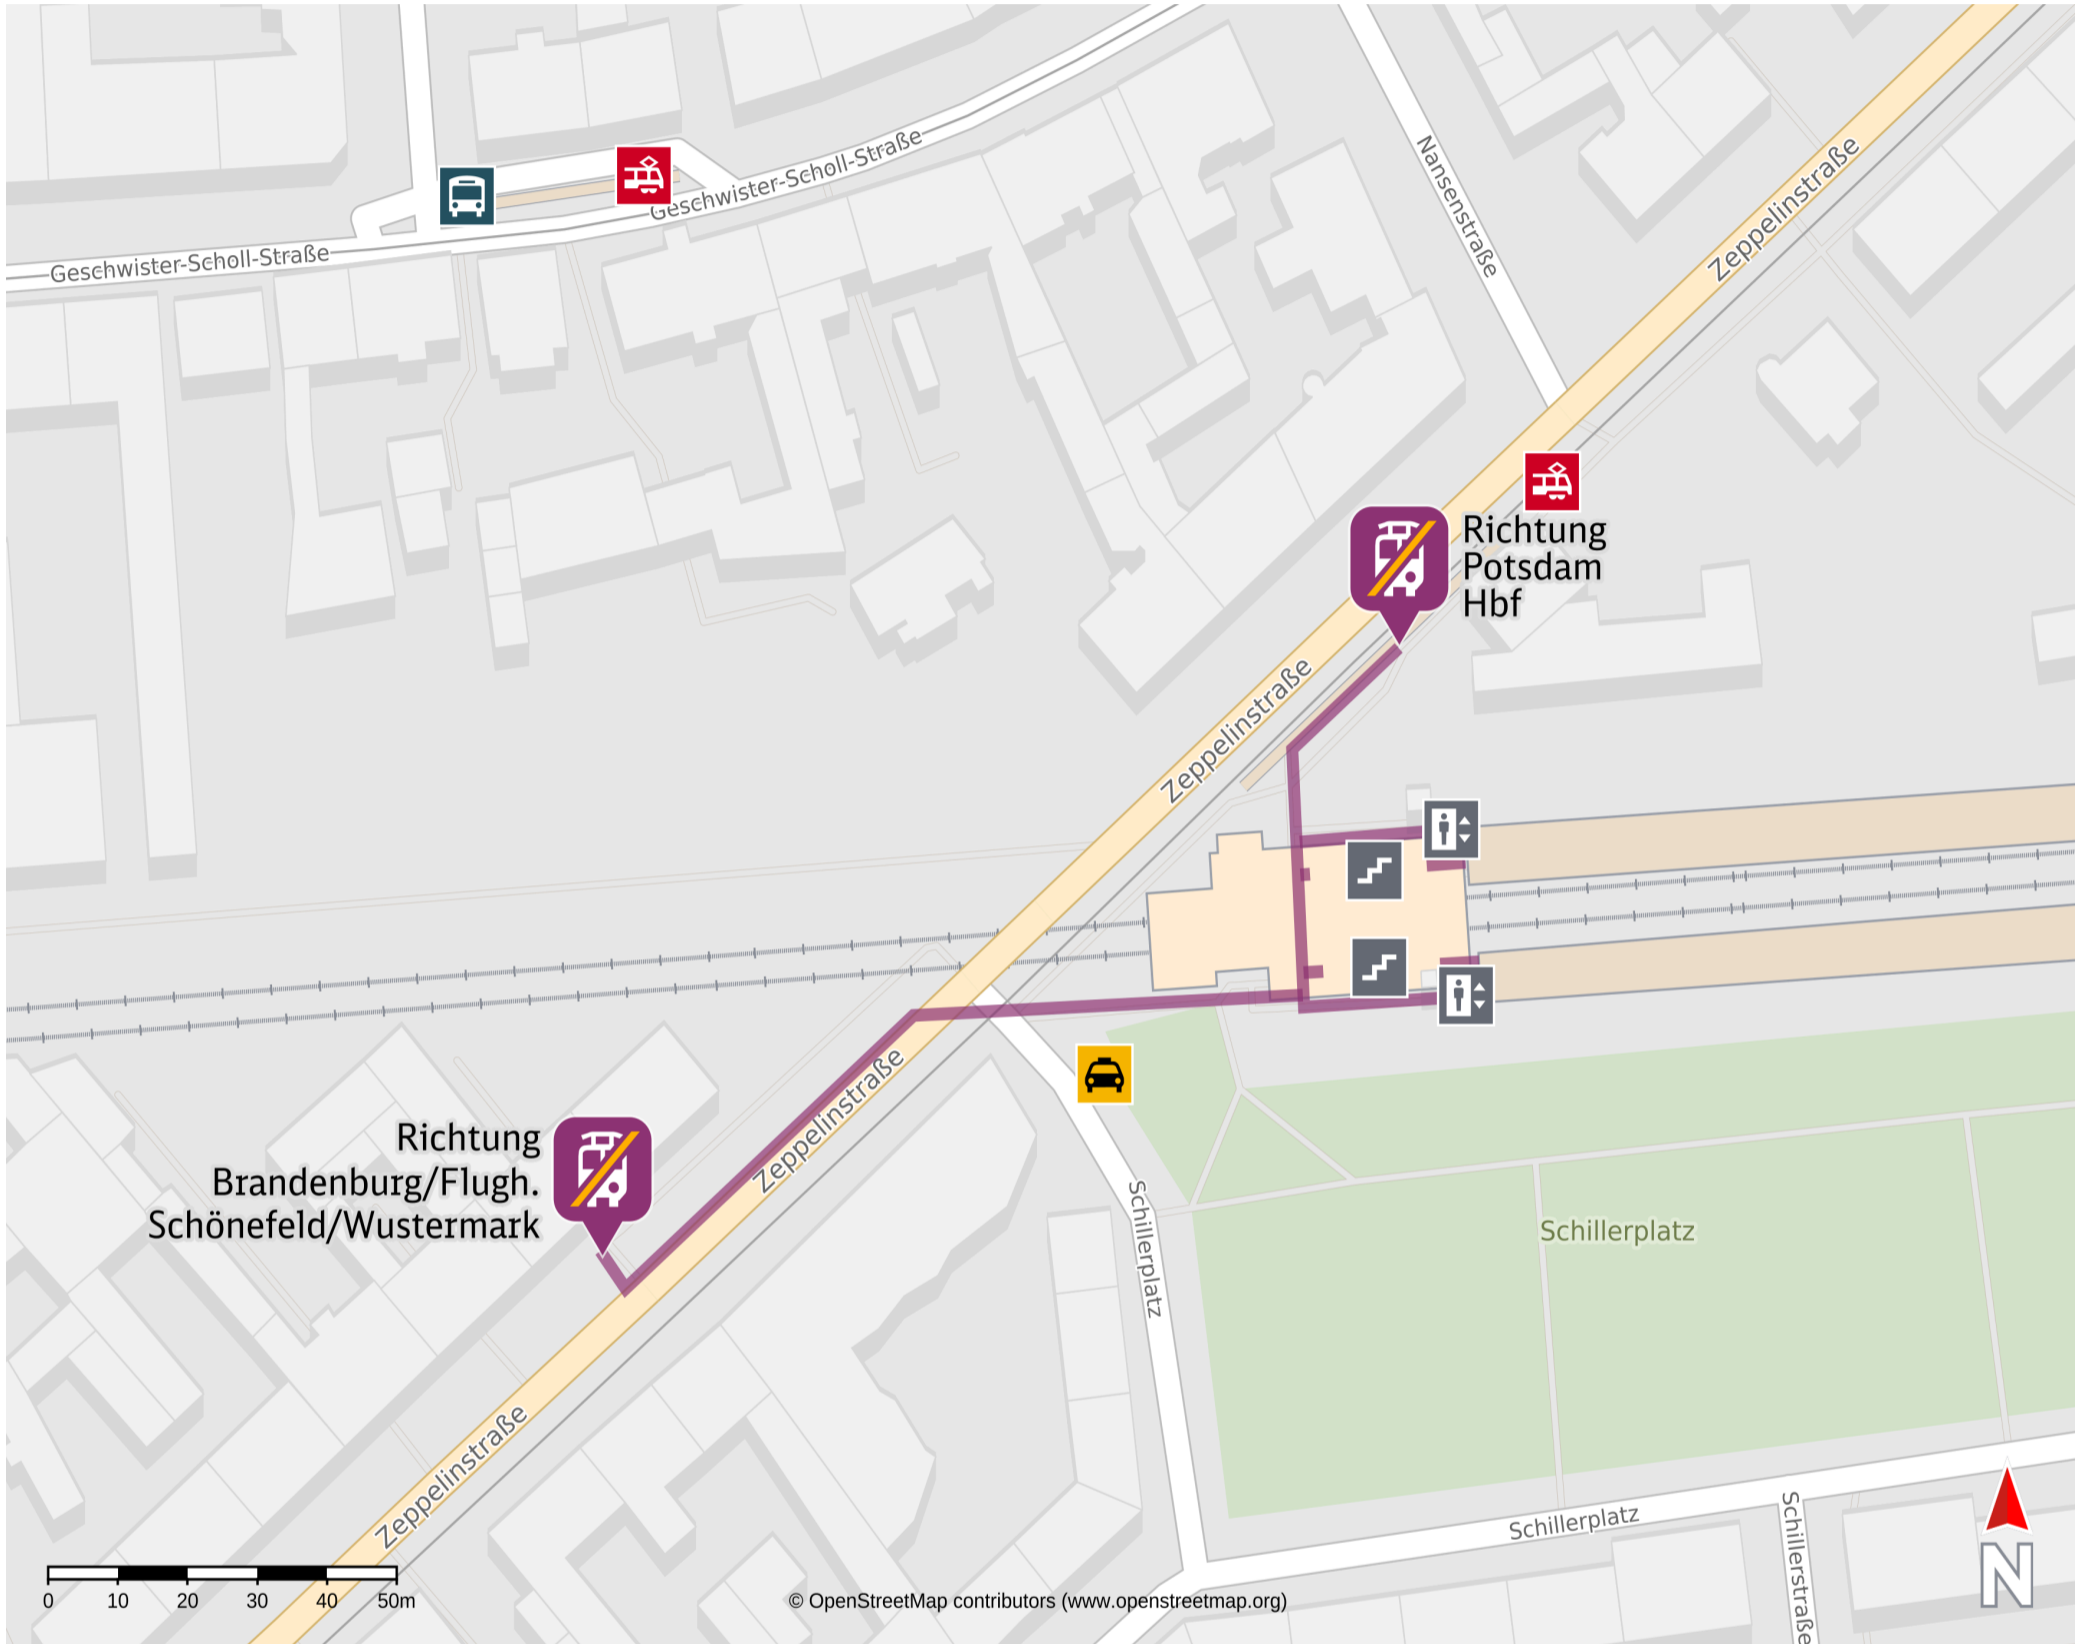 Geschwister-Scholl-Straße
Geschwister-Scholl-Straße
Nansenstraße
Zeppelinstraße
Richtung
Potsdam
Hbf
Zeppelinstraße
Zeppelinstraße
Richtung
Brandenburg/Flugh.
Schönefeld/Wustermark
Schillerplatz
Schillerplatz
Zeppelinstraße
Schillerplatz
Schillerstraße
N
0 10 20 30 40 50m
© OpenStreetMap contributors (www.openstreetmap.org)